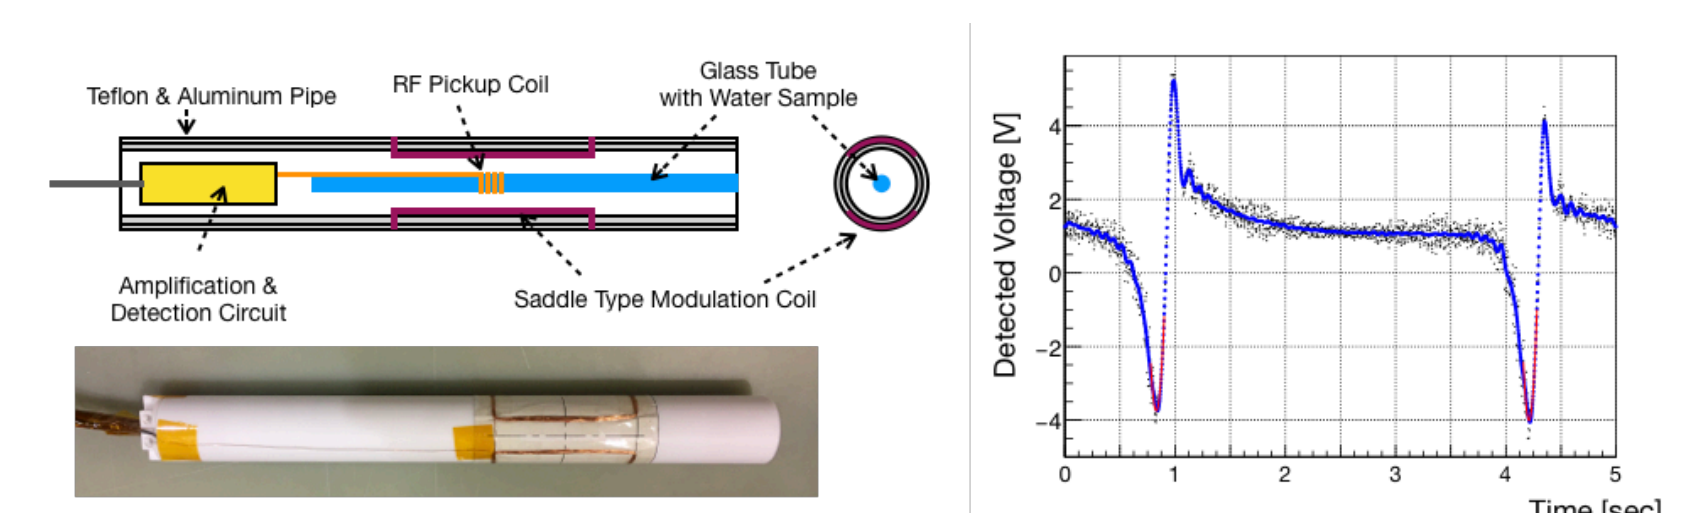 Teflon & Aluminum Pipe
RF Pickup Coil
Glass Tube
with Water Sample
Amplification &
Detection Circuit
Saddle Type Modulation Coil
Detected Voltage [V]
4
2
0
−2
−4
0 1 2 3 4 5
Time [sec]